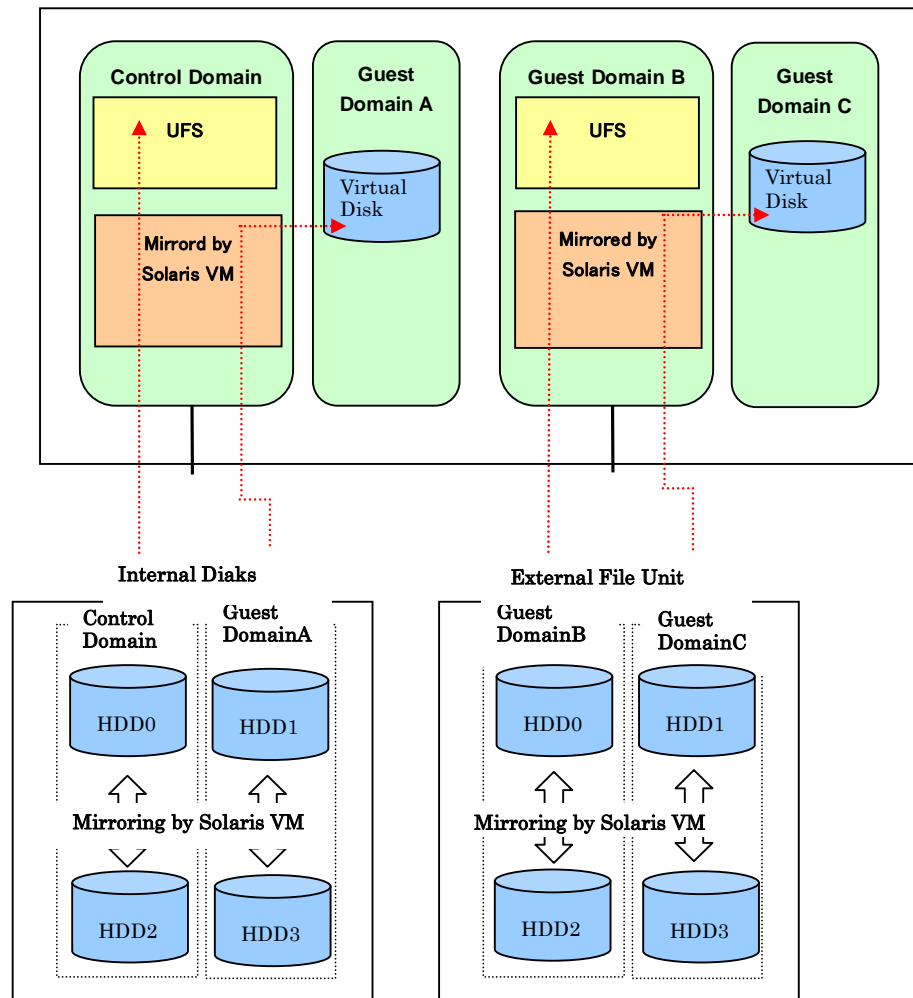 Control Domain
UFS
Mirrord by
Solaris VM
Guest
Domain A
Virtual
Disk
Guest Domain B
UFS
Mirrored by
Solaris VM
Guest
Domain C
Virtual
Disk
Internal Diaks
Control
Domain
Guest
DomainA
HDD0
HDD1
Mirroring by Solaris VM
HDD2
HDD3
External File Unit
Guest
DomainB
Guest
DomainC
HDD0
HDD1
Mirroring by Solaris VM
HDD2
HDD3